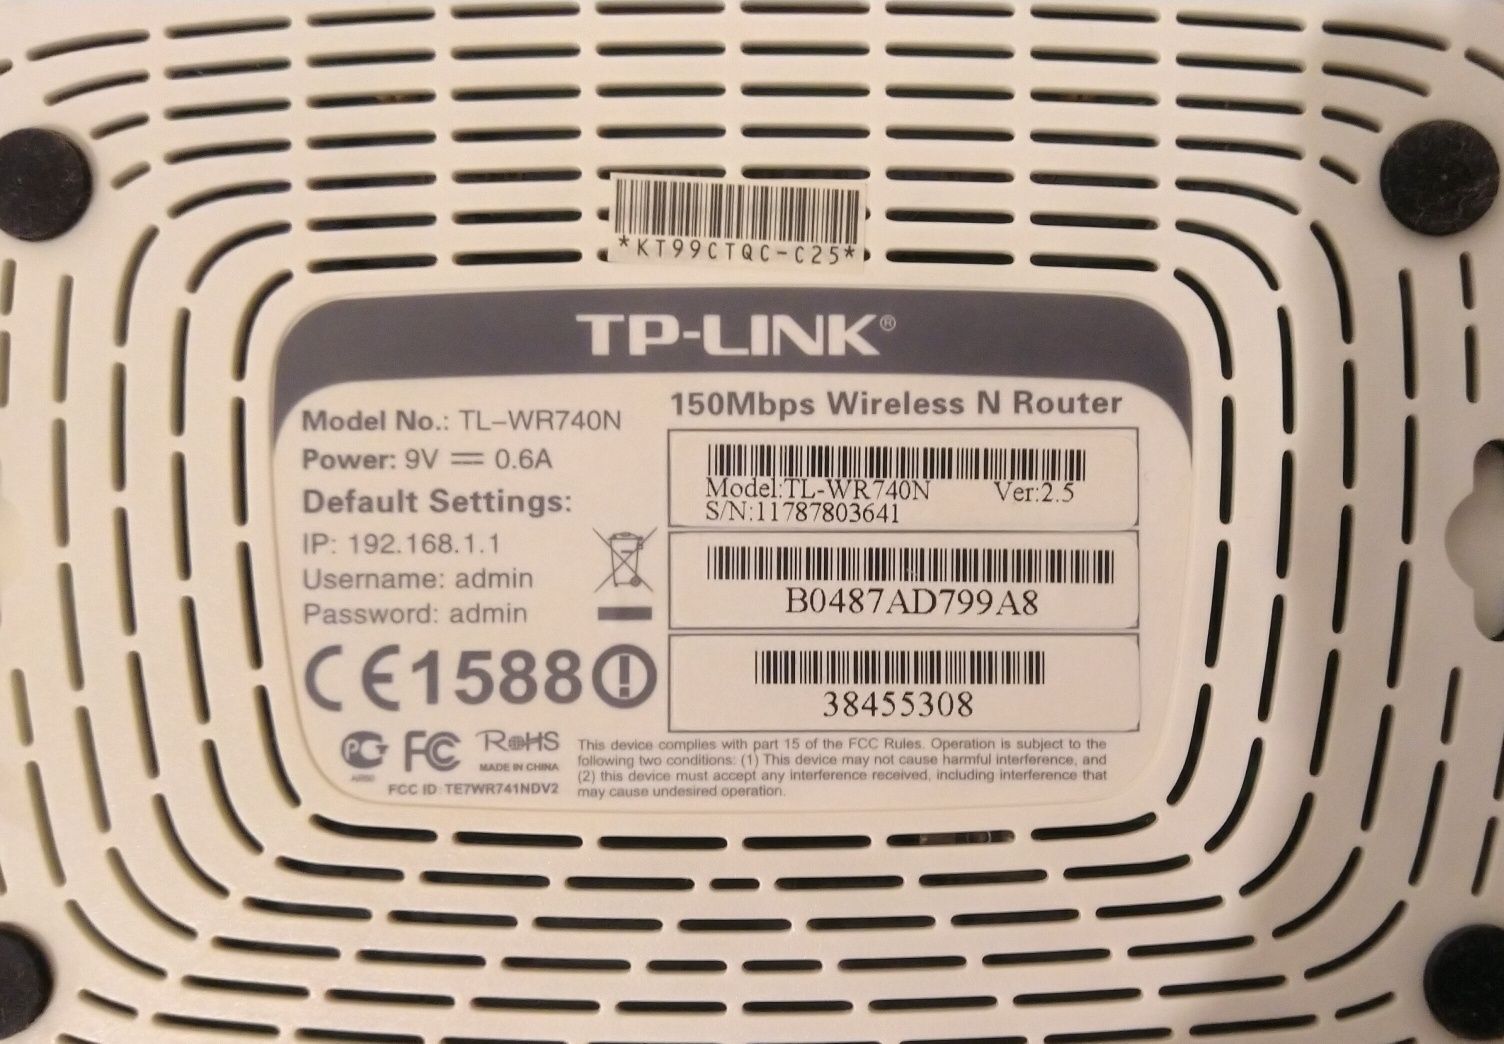 *KT99CTQC-C25*
TP-LINK®
150Mbps Wireless N Router
Model No.: TL-WR740N
Power: 9V ⎓ 0.6A
Default Settings:
IP: 192.168.1.1
Username: admin
Password: admin
CE1588
Model:TL-WR740N Ver:2.5
S/N:11787803641
B0487AD799A8
38455308
FC
RoHS
MADE IN CHINA
FCC ID: TE7WR741NDV2
This device complies with part 15 of the FCC Rules. Operation is subject to the
following two conditions: (1) This device may not cause harmful interference, and
(2) this device must accept any interference received, including interference that
may cause undesired operation.